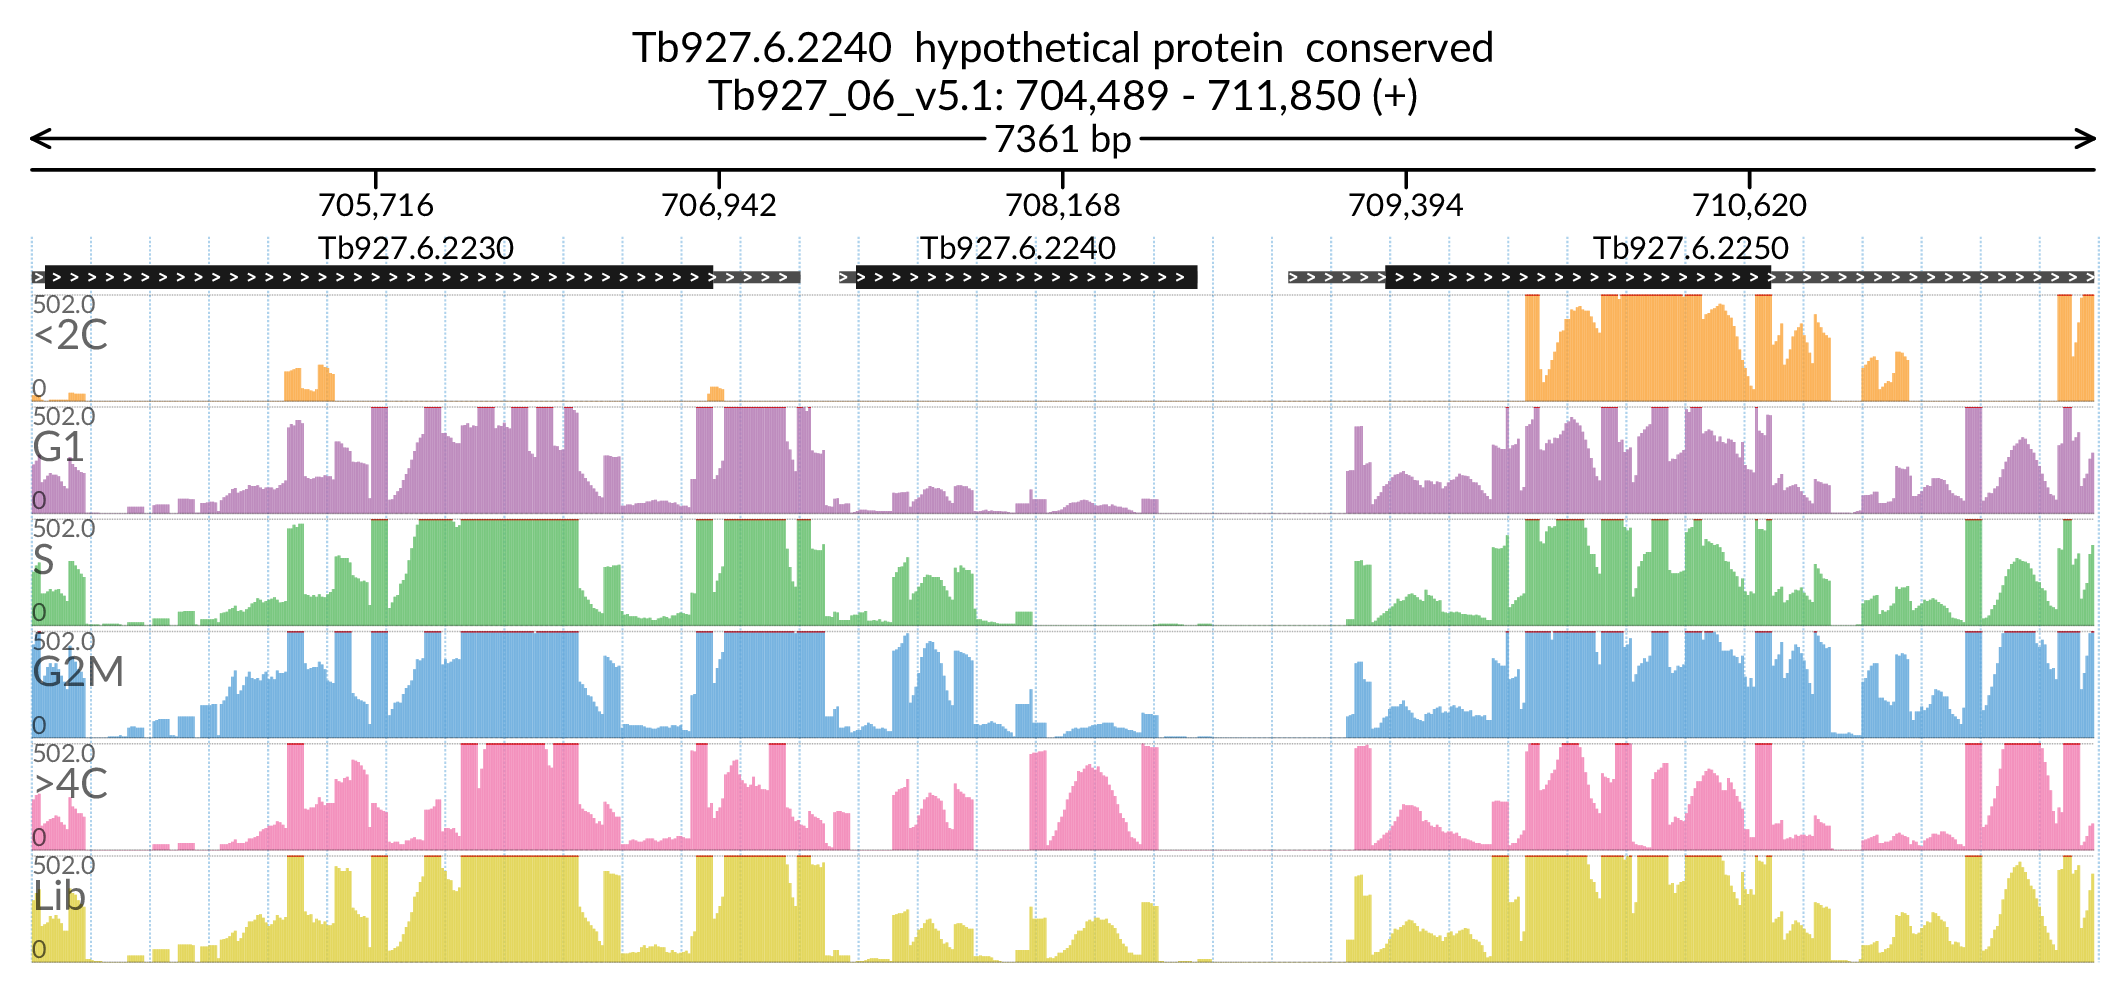 Tb927.6.2240  hypothetical protein  conserved
Tb927_06_v5.1: 704,489 - 711,850 (+)
7361 bp
705,716 706,942 708,168 709,394 710,620
Tb927.6.2230 Tb927.6.2240 Tb927.6.2250
502.0
<2C
0
502.0
G1
0
502.0
S
0
502.0
G2M
0
502.0
>4C
0
502.0
Lib
0